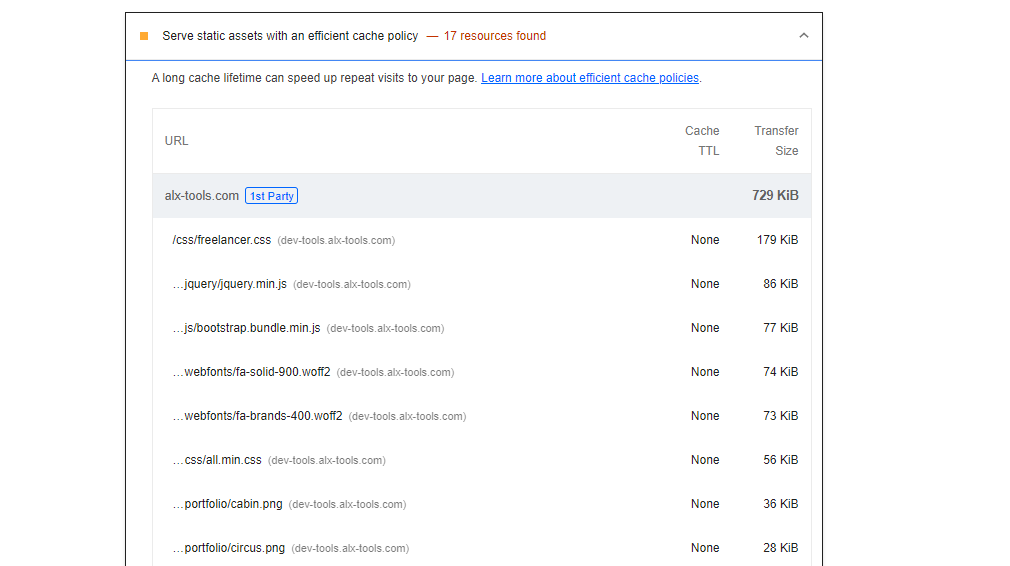 Serve static assets with an efficient cache policy — 17 resources found
A long cache lifetime can speed up repeat visits to your page. Learn more about efficient cache policies.
URL Cache TTL Transfer Size
alx-tools.com 1st Party 729 KiB
/css/freelancer.css (dev-tools.alx-tools.com) None 179 KiB
…jquery/jquery.min.js (dev-tools.alx-tools.com) None 86 KiB
…js/bootstrap.bundle.min.js (dev-tools.alx-tools.com) None 77 KiB
…webfonts/fa-solid-900.woff2 (dev-tools.alx-tools.com) None 74 KiB
…webfonts/fa-brands-400.woff2 (dev-tools.alx-tools.com) None 73 KiB
…css/all.min.css (dev-tools.alx-tools.com) None 56 KiB
…portfolio/cabin.png (dev-tools.alx-tools.com) None 36 KiB
…portfolio/circus.png (dev-tools.alx-tools.com) None 28 KiB